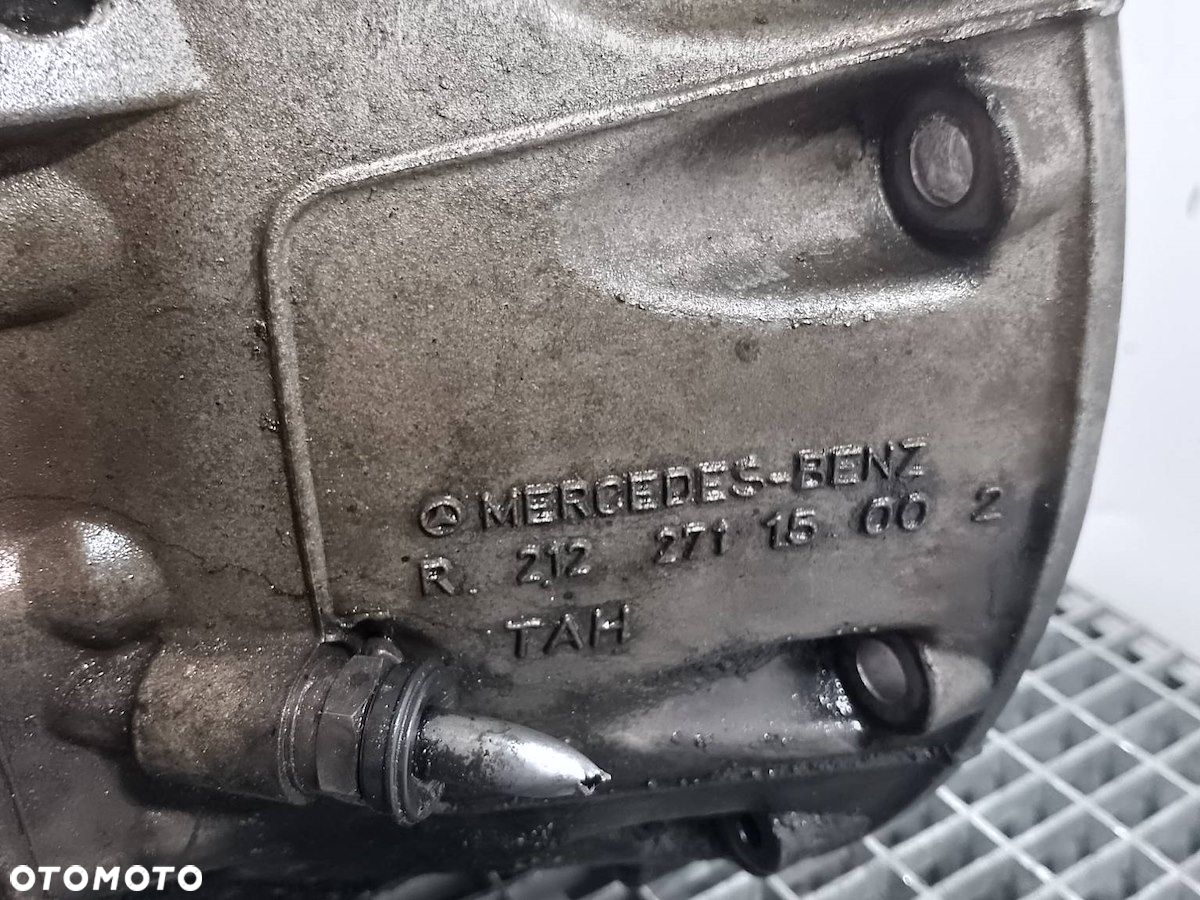 MERCEDES-BENZ
R. 212 271 15 00 2
TAH
OTOMOTO